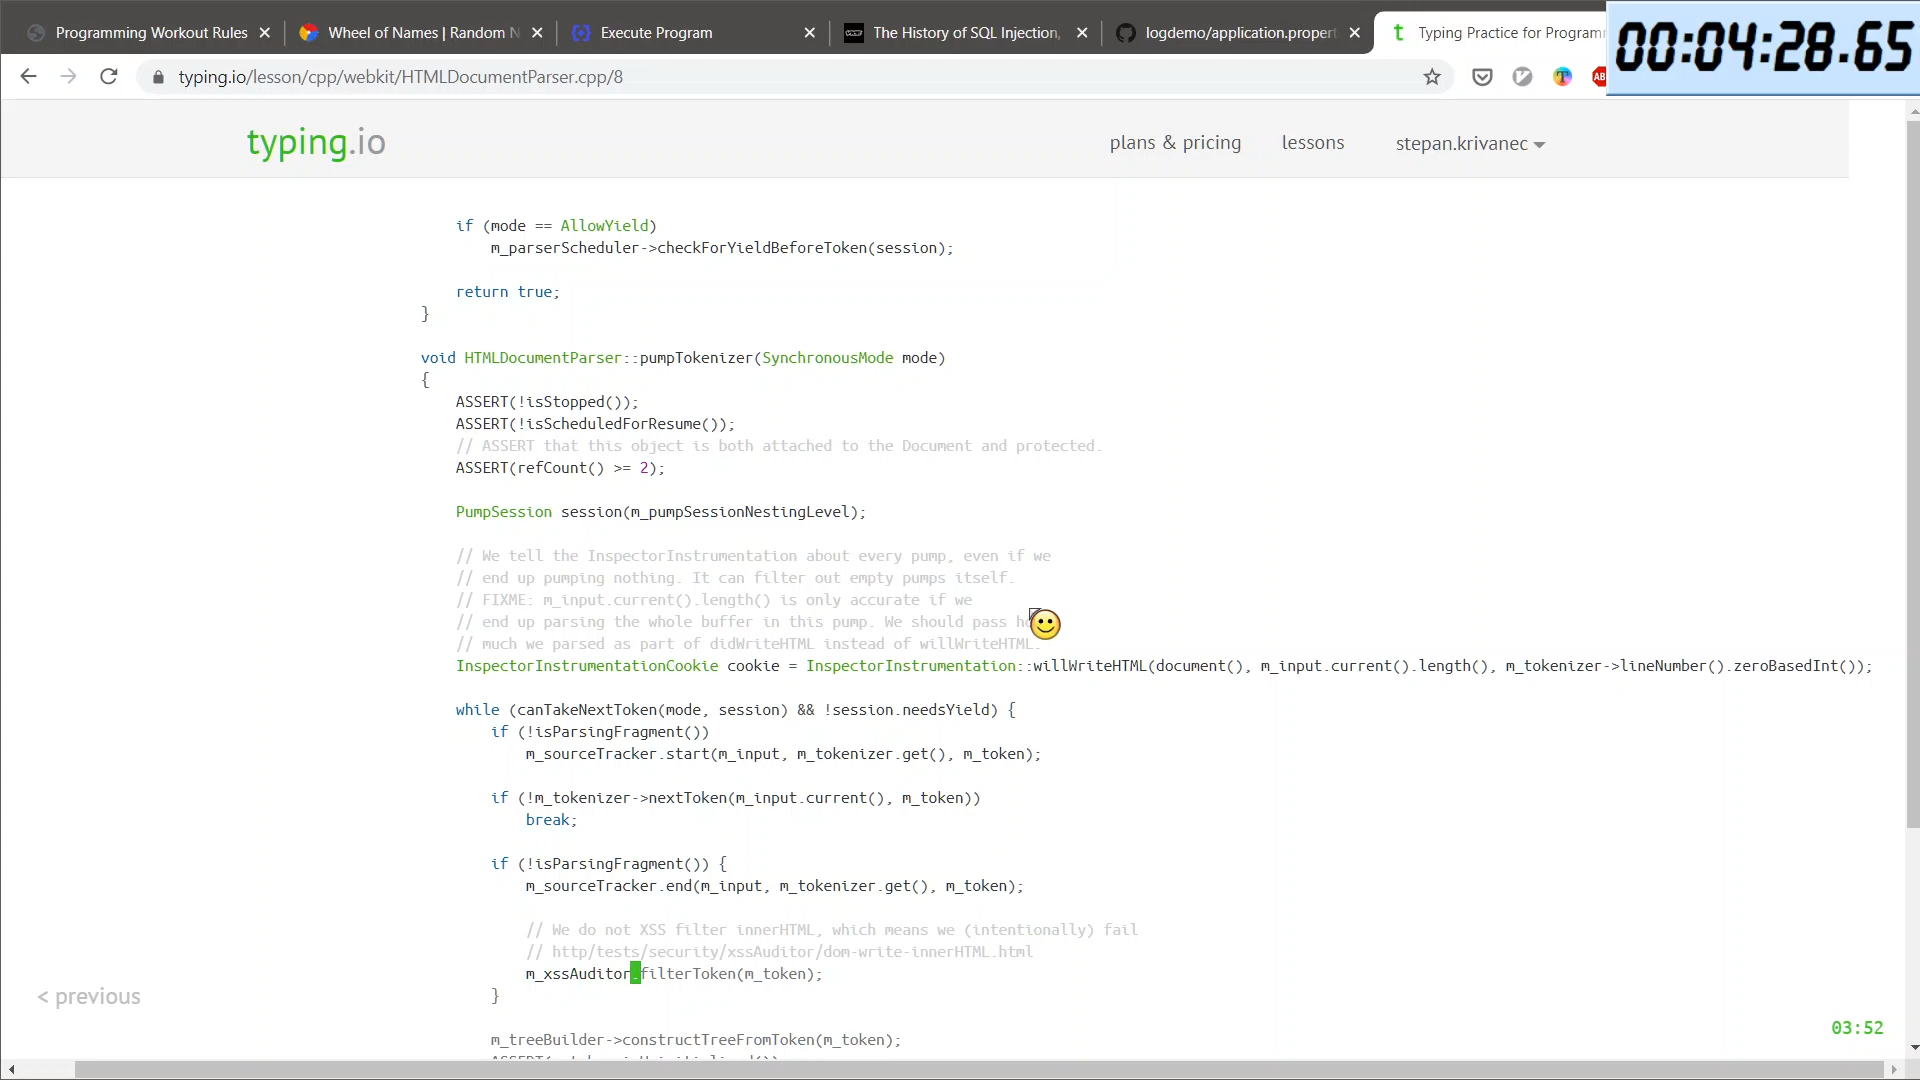 Programming Workout Rules
Wheel of Names | Random N
Execute Program
The History of SQL Injection,
logdemo/application.propert
Typing Practice for Program
00:04:28.65
typing.io/lesson/cpp/webkit/HTMLDocumentParser.cpp/8
typing.io
plans & pricing
lessons
stepan.krivanec
if (mode == AllowYield)
m_parserScheduler->checkForYieldBeforeToken(session);
return true;
}
void HTMLDocumentParser::pumpTokenizer(SynchronousMode mode)
{
ASSERT(!isStopped());
ASSERT(!isScheduledForResume());
// ASSERT that this object is both attached to the Document and protected.
ASSERT(refCount() >= 2);
PumpSession session(m_pumpSessionNestingLevel);
// We tell the InspectorInstrumentation about every pump, even if we
// end up pumping nothing. It can filter out empty pumps itself.
// FIXME: m_input.current().length() is only accurate if we
// end up parsing the whole buffer in this pump. We should pass
// much we parsed as part of didWriteHTML instead of willWriteHTML.
InspectorInstrumentationCookie cookie = InspectorInstrumentation::willWriteHTML(document(), m_input.current().length(), m_tokenizer->lineNumber().zeroBasedInt());
while (canTakeNextToken(mode, session) && !session.needsYield) {
if (!isParsingFragment())
m_sourceTracker.start(m_input, m_tokenizer.get(), m_token);
if (!m_tokenizer->nextToken(m_input.current(), m_token))
break;
if (!isParsingFragment()) {
m_sourceTracker.end(m_input, m_tokenizer.get(), m_token);
// We do not XSS filter innerHTML, which means we (intentionally) fail
// http/tests/security/xssAuditor/dom-write-innerHTML.html
m_xssAuditor.filterToken(m_token);
}
m_treeBuilder->constructTreeFromToken(m_token);
< previous
03:52